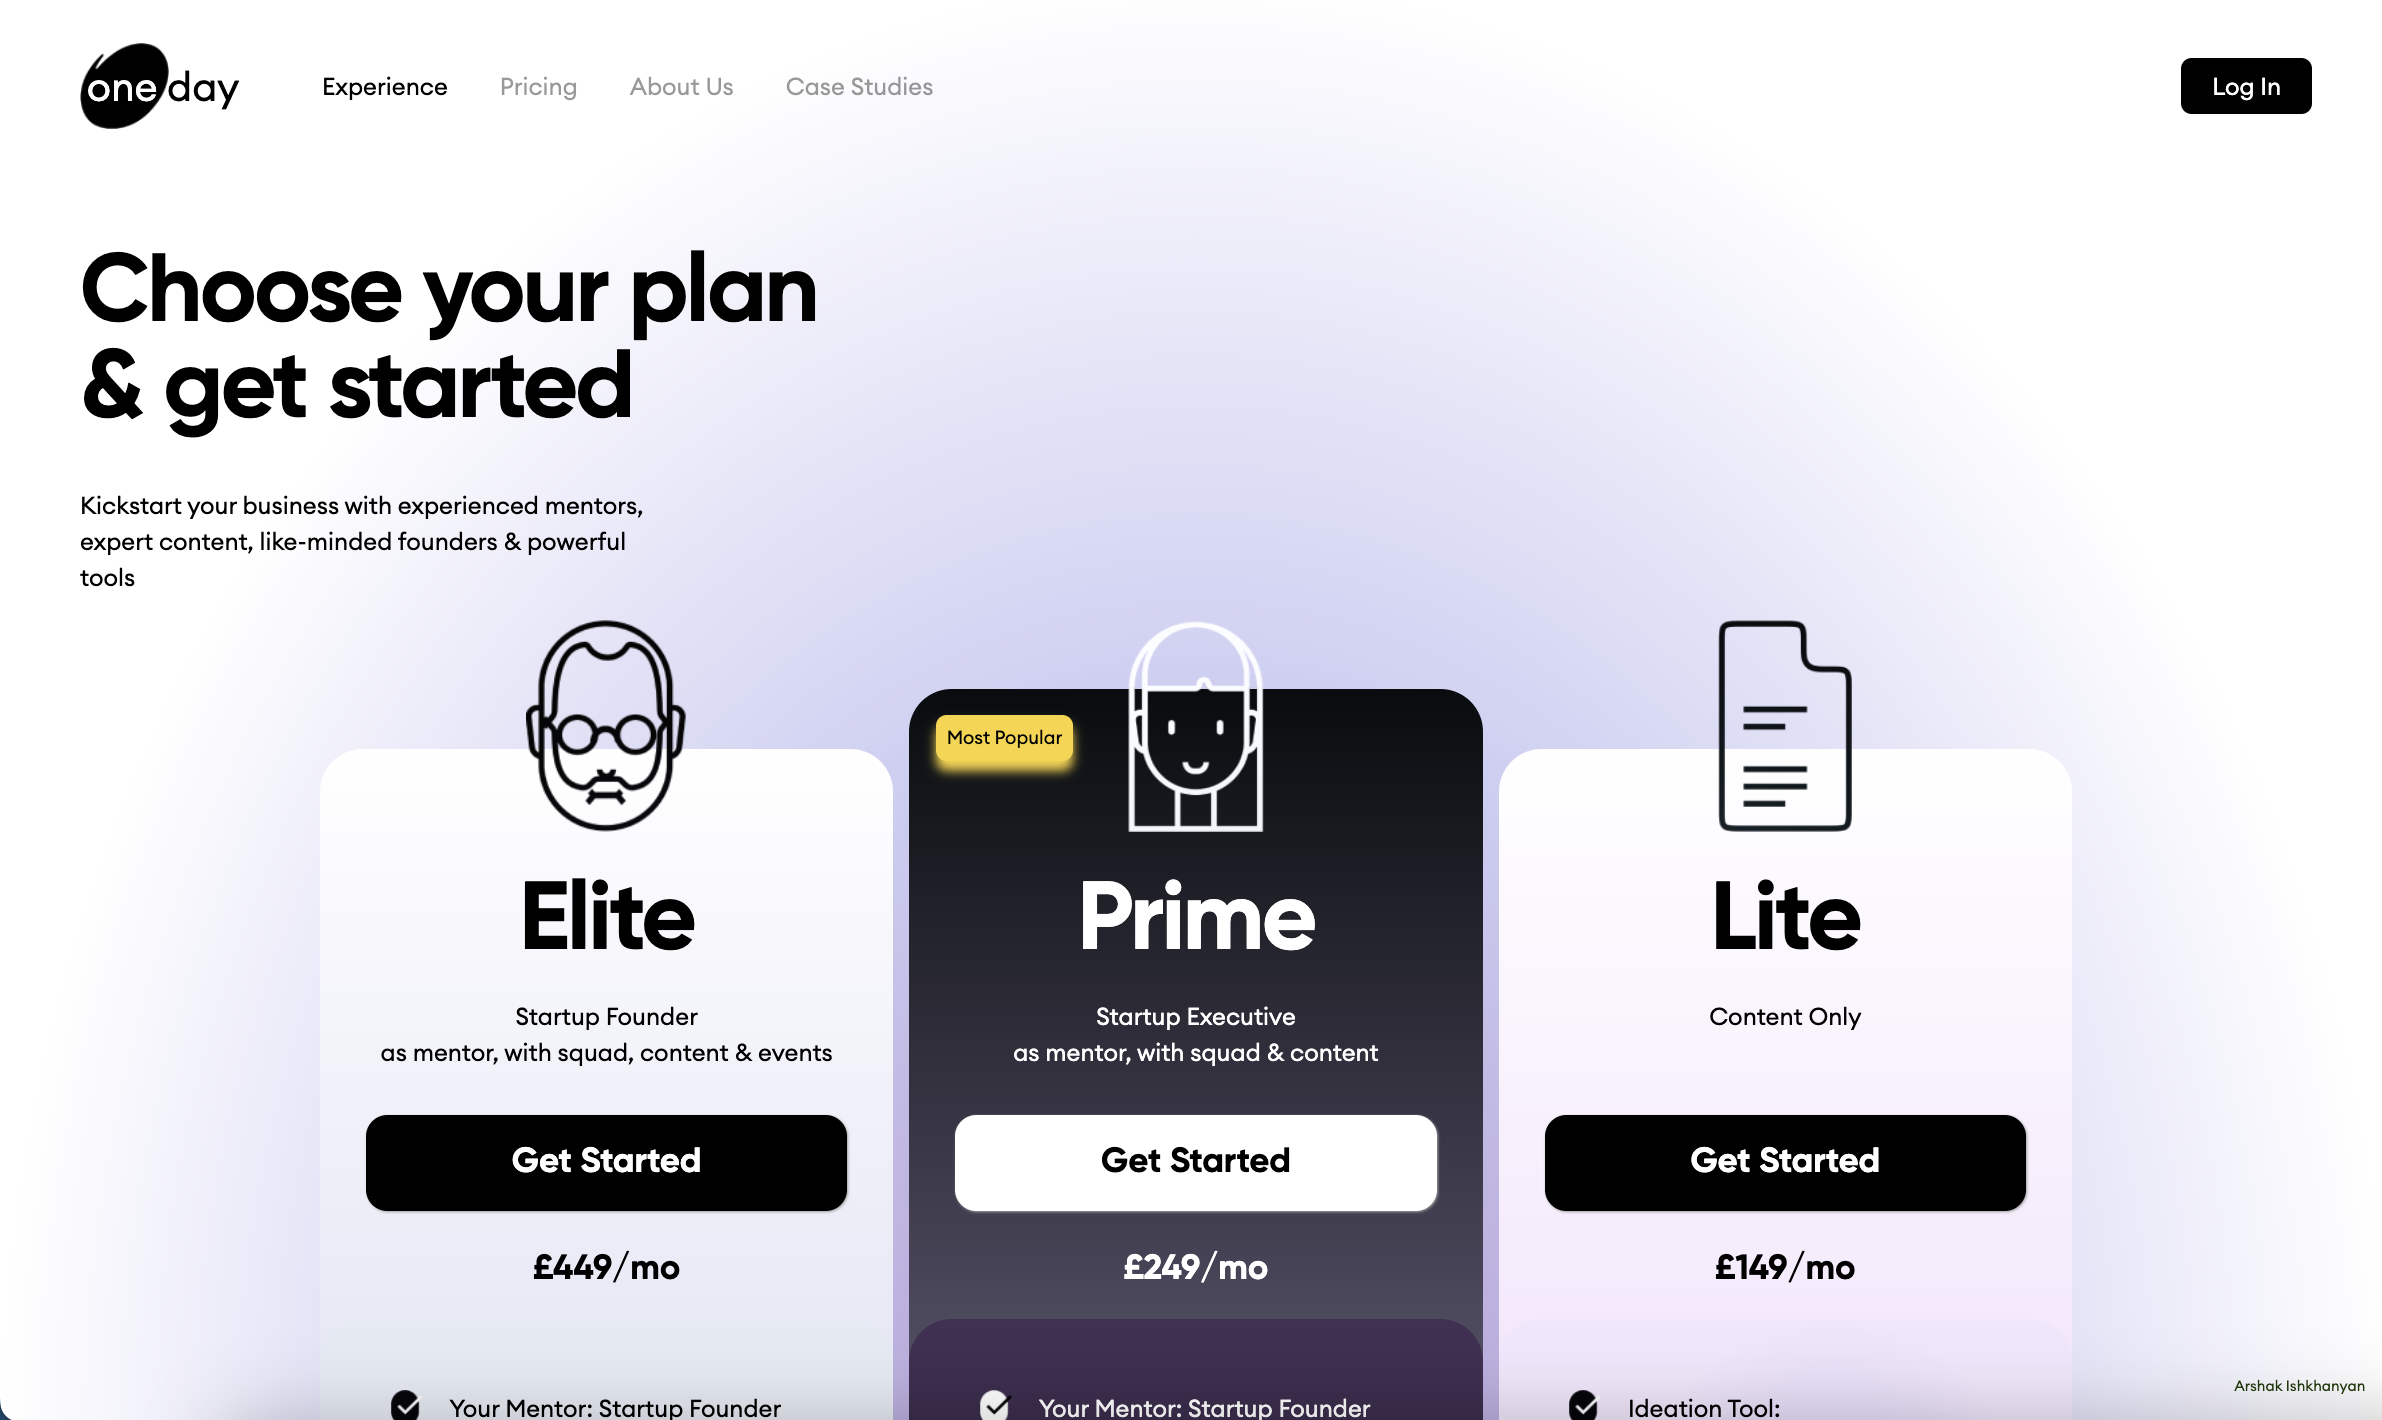 one day
Experience
Pricing
About Us
Case Studies
Log In
Choose your plan
& get started
Kickstart your business with experienced mentors,
expert content, like-minded founders & powerful
tools
Elite
Startup Founder
as mentor, with squad, content & events
Get Started
£449/mo
Your Mentor: Startup Founder
Most Popular
Prime
Startup Executive
as mentor, with squad & content
Get Started
£249/mo
Your Mentor: Startup Founder
Lite
Content Only
Get Started
£149/mo
Ideation Tool:
Arshak Ishkhanyan